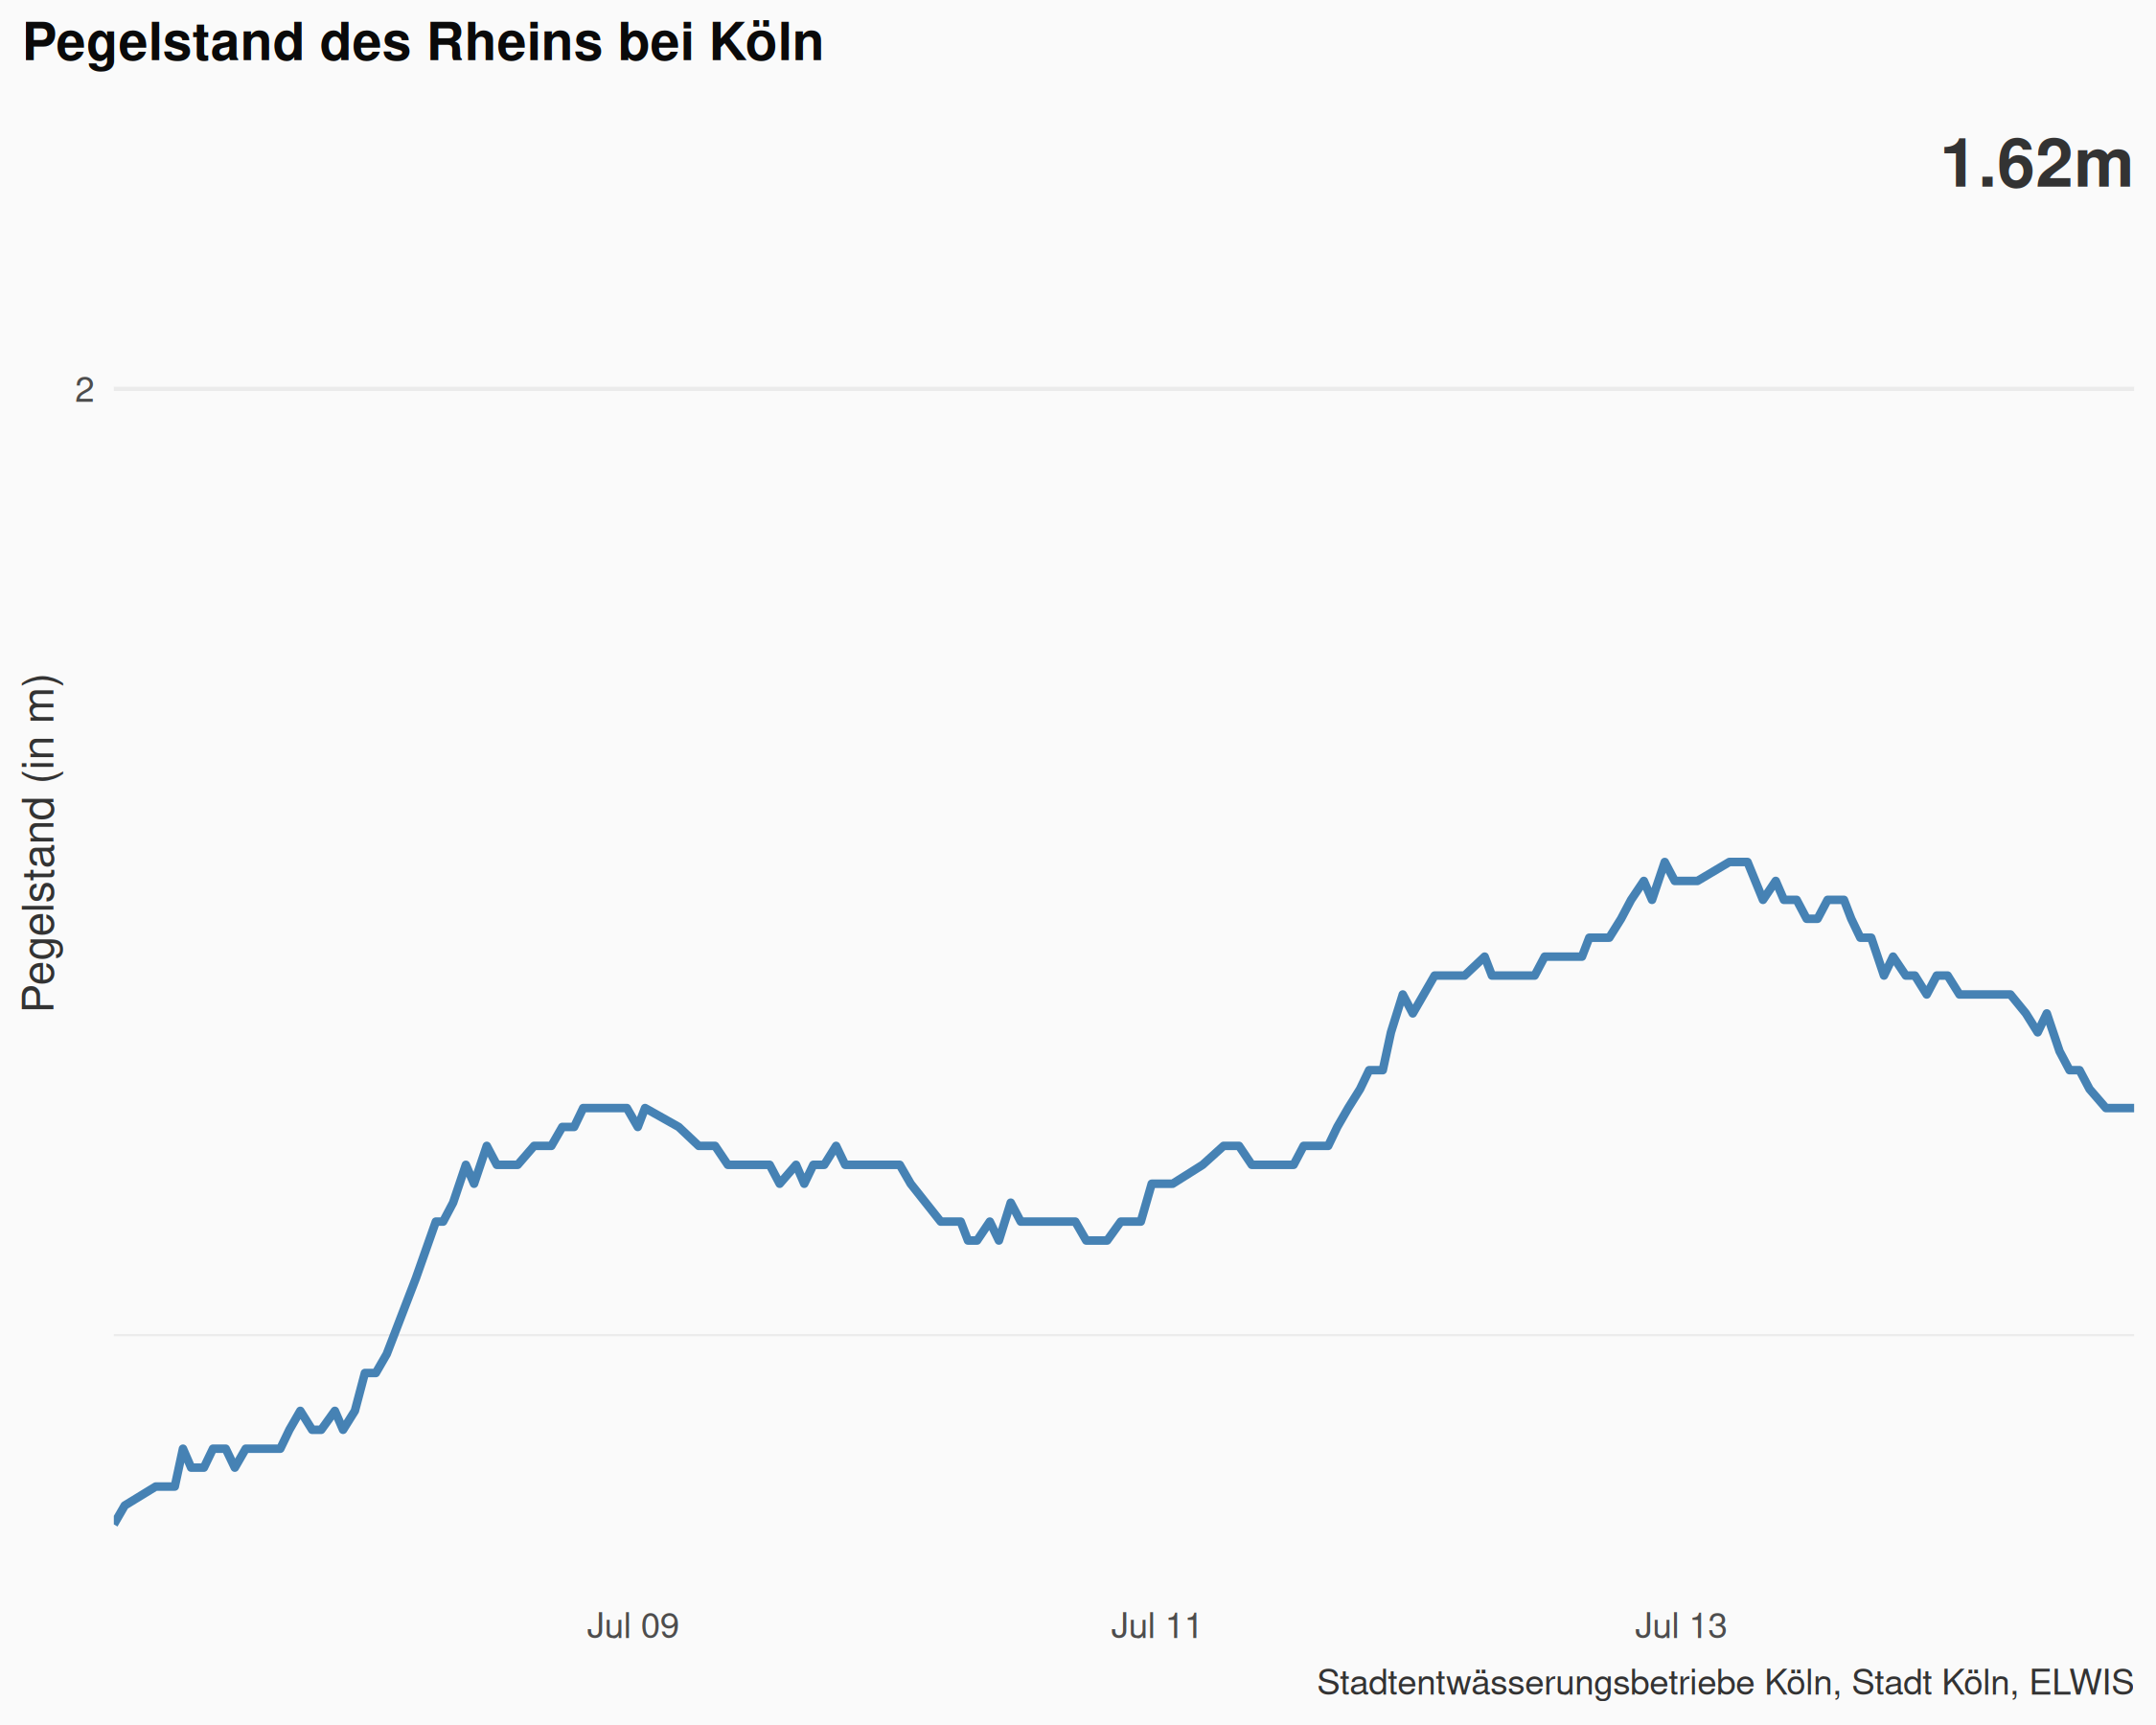 Pegelstand des Rheins bei Köln
1.62m
2
Pegelstand (in m)
Jul 09
Jul 11
Jul 13
Stadtentwässerungsbetriebe Köln, Stadt Köln, ELWIS